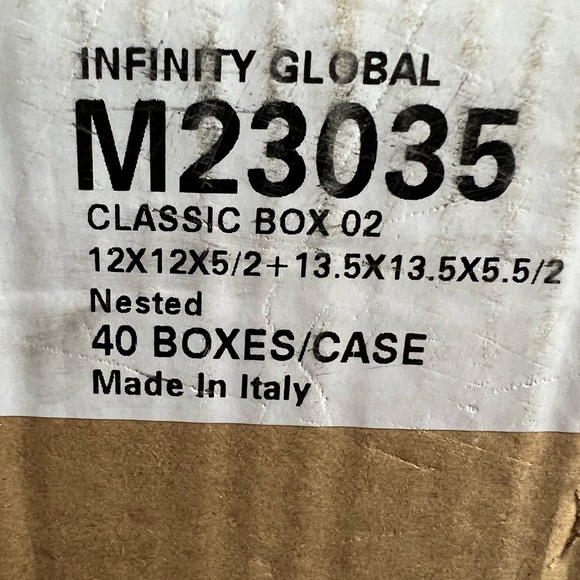 INFINITY GLOBAL
M23035
CLASSIC BOX 02
12X12X5/2+13.5X13.5X5.5/2
Nested
40 BOXES/CASE
Made In Italy